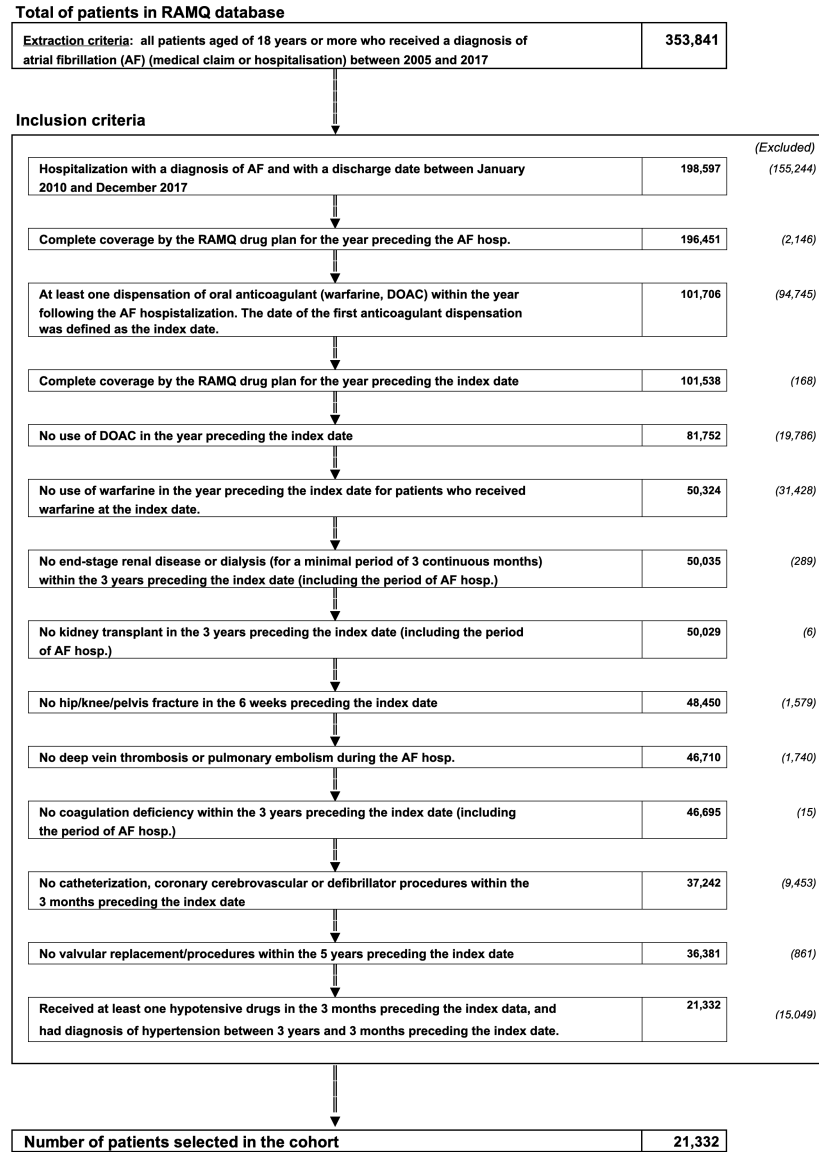 Total of patients in RAMQ database
Extraction criteria: all patients aged of 18 years or more who received a diagnosis of 353,841
atrial fibrillation (AF) (medical claim or hospitalisation) between 2005 and 2017
Inclusion criteria
(Excluded)
Hospitalization with a diagnosis of AF and with a discharge date between January 198,597 (155,244)
2010 and December 2017
Complete coverage by the RAMQ drug plan for the year preceding the AF hosp. 196,451 (2,146)
At least one dispensation of oral anticoagulant (warfarine, DOAC) within the year 101,706 (94,745)
following the AF hospistalization. The date of the first anticoagulant dispensation
was defined as the index date.
Complete coverage by the RAMQ drug plan for the year preceding the index date 101,538 (168)
No use of DOAC in the year preceding the index date 81,752 (19,786)
No use of warfarine in the year preceding the index date for patients who received 50,324 (31,428)
warfarine at the index date.
No end-stage renal disease or dialysis (for a minimal period of 3 continuous months) 50,035 (289)
within the 3 years preceding the index date (including the period of AF hosp.)
No kidney transplant in the 3 years preceding the index date (including the period 50,029 (6)
of AF hosp.)
No hip/knee/pelvis fracture in the 6 weeks preceding the index date 48,450 (1,579)
No deep vein thrombosis or pulmonary embolism during the AF hosp. 46,710 (1,740)
No coagulation deficiency within the 3 years preceding the index date (including 46,695 (15)
the period of AF hosp.)
No catheterization, coronary cerebrovascular or defibrillator procedures within the 37,242 (9,453)
3 months preceding the index date
No valvular replacement/procedures within the 5 years preceding the index date 36,381 (861)
Received at least one hypotensive drugs in the 3 months preceding the index data, and 21,332 (15,049)
had diagnosis of hypertension between 3 years and 3 months preceding the index date.
Number of patients selected in the cohort 21,332